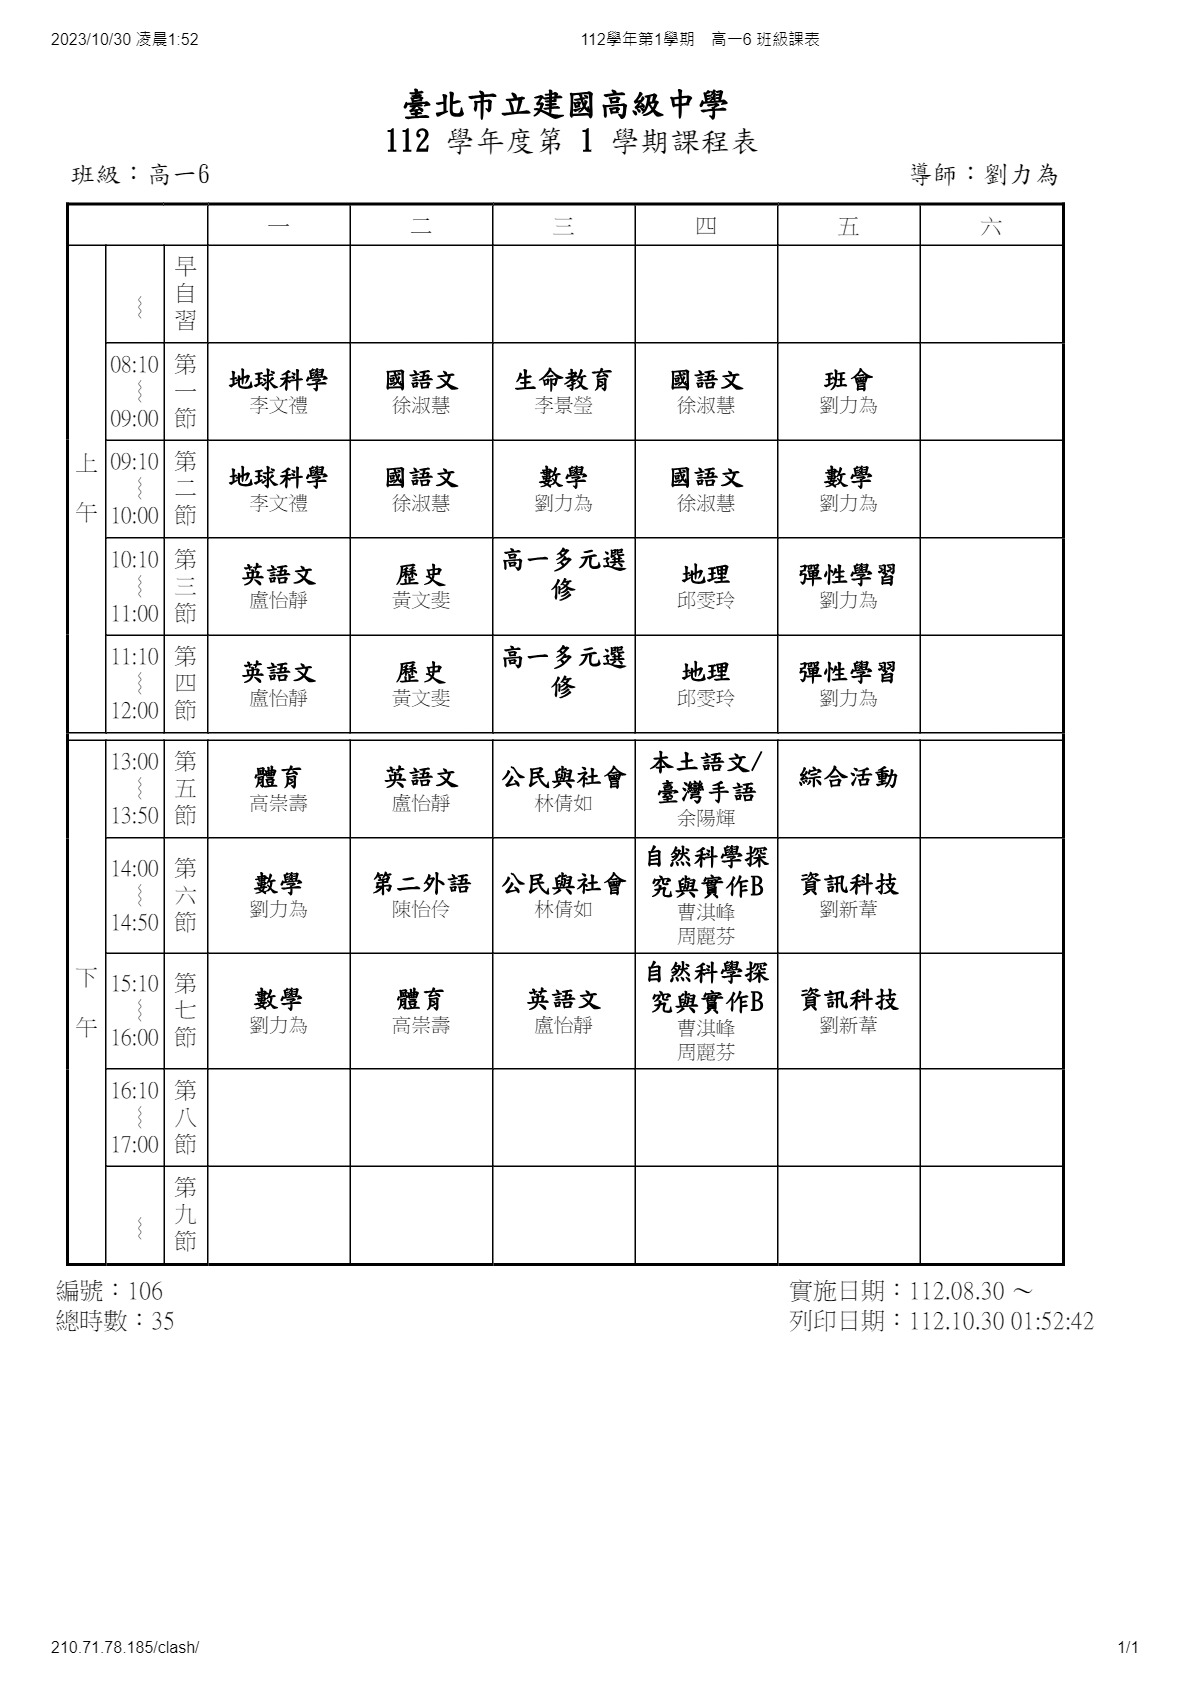 2023/10/30 凌晨1:52
112學年第1學期 高一6 班級課表
臺北市立建國高級中學
112 學年度第 1 學期課程表
班級：高一6
導師：劉力為
一 二 三 四 五 六
上午
早自習
～
08:10
～
09:00
第一節
地球科學
李文禮
國語文
徐淑慧
生命教育
李景瑩
國語文
徐淑慧
班會
劉力為
09:10
～
10:00
第二節
地球科學
李文禮
國語文
徐淑慧
數學
劉力為
國語文
徐淑慧
數學
劉力為
10:10
～
11:00
第三節
英語文
盧怡靜
歷史
黃文斐
高一多元選
修
地理
邱雯玲
彈性學習
劉力為
11:10
～
12:00
第四節
英語文
盧怡靜
歷史
黃文斐
高一多元選
修
地理
邱雯玲
彈性學習
劉力為
下午
13:00
～
13:50
第五節
體育
高崇壽
英語文
盧怡靜
公民與社會
林倩如
本土語文/
臺灣手語
余陽輝
綜合活動
14:00
～
14:50
第六節
數學
劉力為
第二外語
陳怡伶
公民與社會
林倩如
自然科學探
究與實作B
曹淇峰
周麗芬
資訊科技
劉新葦
15:10
～
16:00
第七節
數學
劉力為
體育
高崇壽
英語文
盧怡靜
自然科學探
究與實作B
曹淇峰
周麗芬
資訊科技
劉新葦
16:10
～
17:00
第八節
～
第九節
編號：106
總時數：35
實施日期：112.08.30 ～
列印日期：112.10.30 01:52:42
210.71.78.185/clash/
1/1